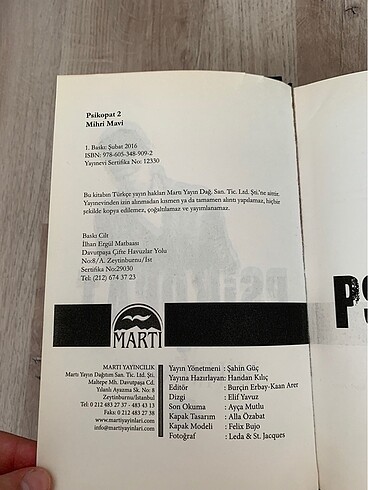 Psikopat 2
Mihri Mavi
1. Baskı: Şubat 2016
ISBN: 978-605-348-909-2
Yayınevi Sertifika No: 12330
Bu kitabın Türkçe yayın hakları Martı Yayın Dağ. San. Tic. Ltd. Şti.'ne aittir.
Yayınevinden izin alınmadan kısmen ya da tamamen alıntı yapılamaz, hiçbir
şekilde kopya edilemez, çoğaltılamaz ve yayımlanamaz.
Baskı Cilt
İlhan Ergül Matbaası
Davutpaşa Çifte Havuzlar Yolu
No:8/A. Zeytinburnu/İst
Sertifika No:29030
Tel: (212) 674 37 23
PS
MARTI
MARTI YAYINCILIK
Martı Yayın Dağıtım San. Tic. Ltd. Şti.
Maltepe Mh. Davutpaşa Cd.
Yılanlı Ayazma Sk. No: 8
Zeytinburnu/İstanbul
Tel: 0 212 483 27 37 - 483 43 13
Faks: 0 212 483 27 38
www.martiyayinlari.com
info@martiyayinlari.com
Yayın Yönetmeni : Şahin Güç
Yayına Hazırlayan: Handan Kılıç
Editör : Burçin Erbay-Kaan Arer
Dizgi : Elif Yavuz
Son Okuma : Ayça Mutlu
Kapak Tasarım : Alla Özabat
Kapak Modeli : Felix Bujo
Fotoğraf : Leda & St. Jacques